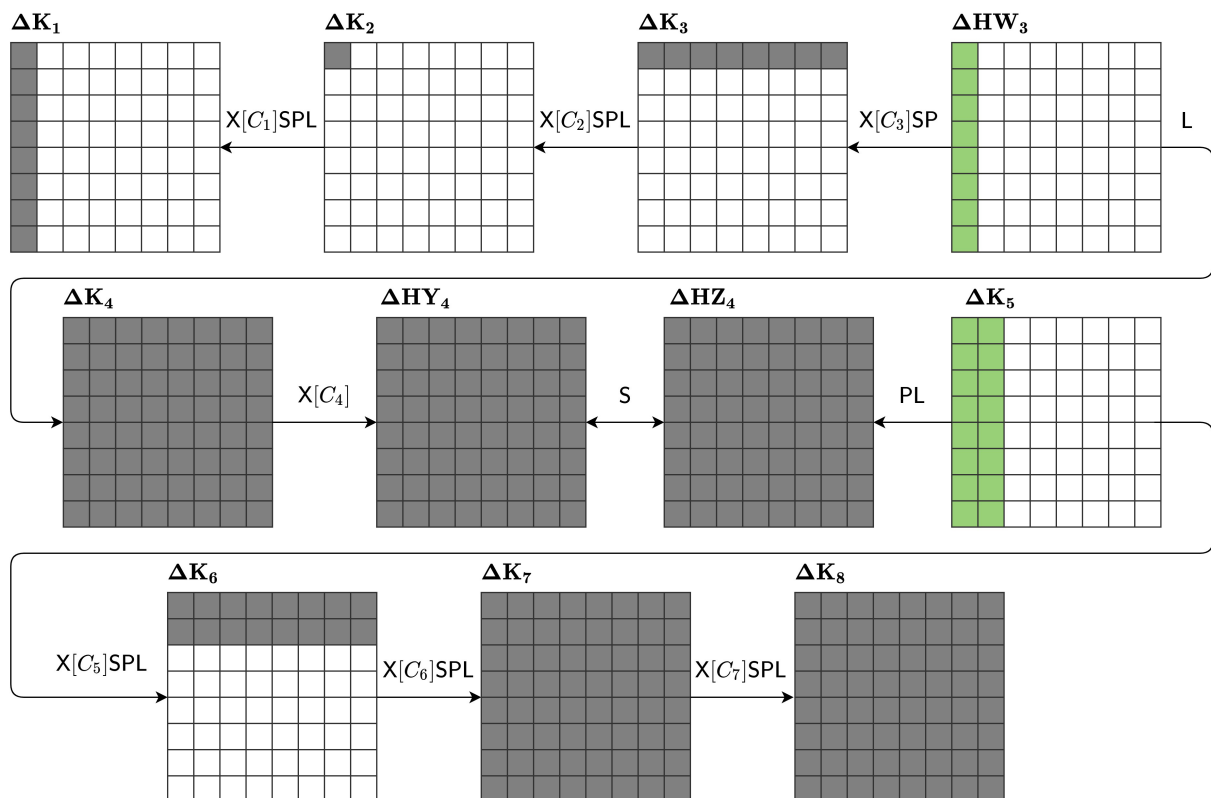 ΔK₁ ΔK₂ ΔK₃ ΔHW₃
X[C₁]SPL X[C₂]SPL X[C₃]SP L
ΔK₄ ΔHY₄ ΔHZ₄ ΔK₅
X[C₄] S PL
ΔK₆ ΔK₇ ΔK₈
X[C₅]SPL X[C₆]SPL X[C₇]SPL